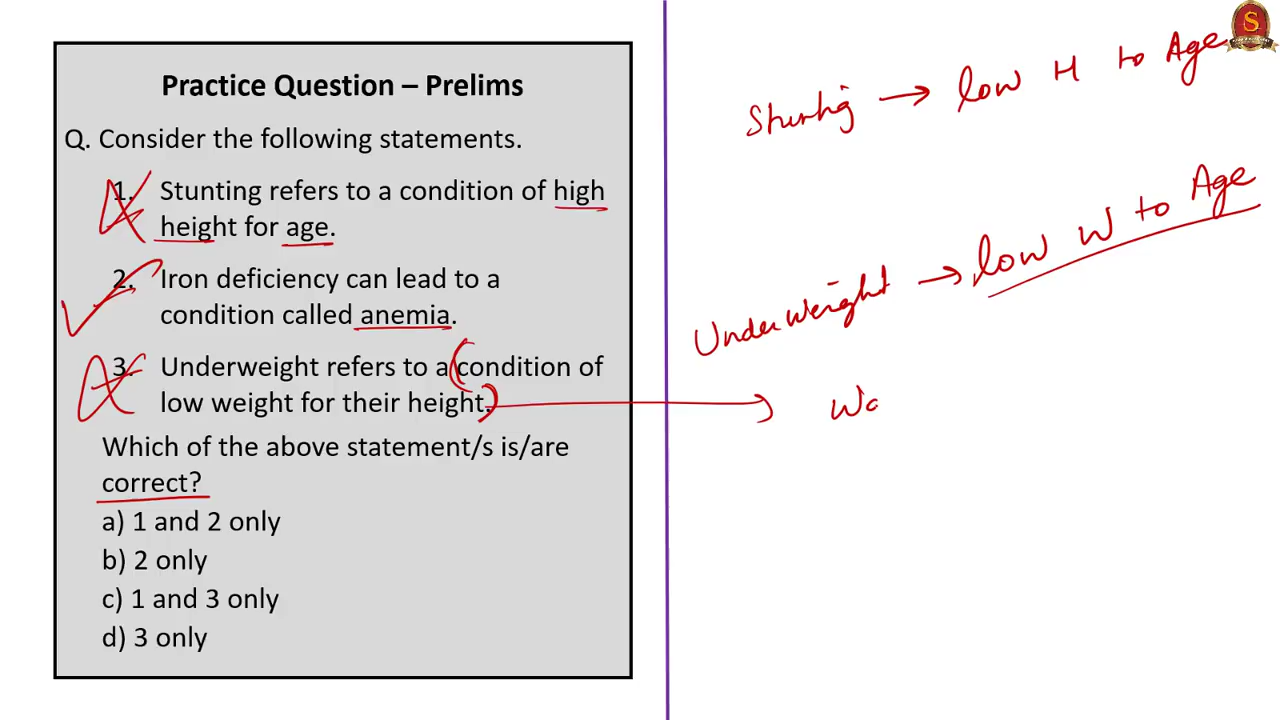 Practice Question – Prelims
Q. Consider the following statements.
1. Stunting refers to a condition of high
height for age.
2. Iron deficiency can lead to a
condition called anemia.
3. Underweight refers to a condition of
low weight for their height.
Which of the above statement/s is/are
correct?
a) 1 and 2 only
b) 2 only
c) 1 and 3 only
d) 3 only
Stunting → low H to Age
Underweight → low W to Age
Wa